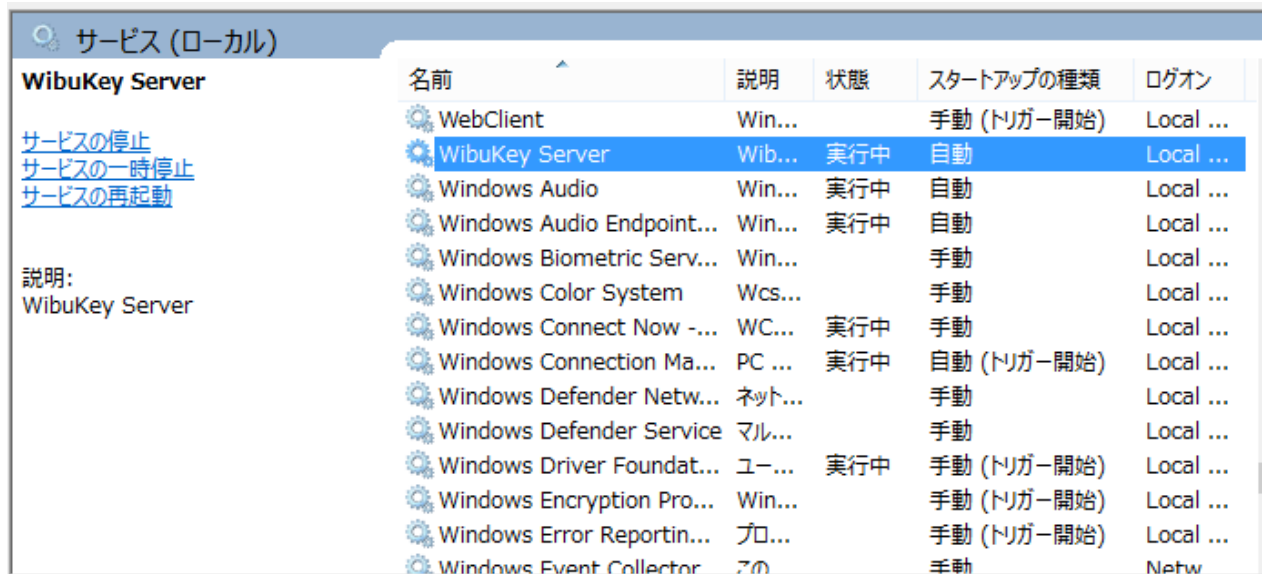 サービス (ローカル)
WibuKey Server
サービスの停止
サービスの一時停止
サービスの再起動
説明:
WibuKey Server
名前 説明 状態 スタートアップの種類 ログオン
WebClient Win... 手動 (トリガー開始) Local ...
WibuKey Server Wib... 実行中 自動 Local ...
Windows Audio Win... 実行中 自動 Local ...
Windows Audio Endpoint... Win... 実行中 自動 Local ...
Windows Biometric Serv... Win... 手動 Local ...
Windows Color System Wcs... 手動 Local ...
Windows Connect Now -... WC... 実行中 手動 Local ...
Windows Connection Ma... PC ... 実行中 自動 (トリガー開始) Local ...
Windows Defender Netw... ネット... 手動 Local ...
Windows Defender Service マル... 手動 Local ...
Windows Driver Foundat... ユー... 実行中 手動 (トリガー開始) Local ...
Windows Encryption Pro... Win... 手動 (トリガー開始) Local ...
Windows Error Reportin... プロ... 手動 (トリガー開始) Local ...
Windows Event Collector この 手動 Netw